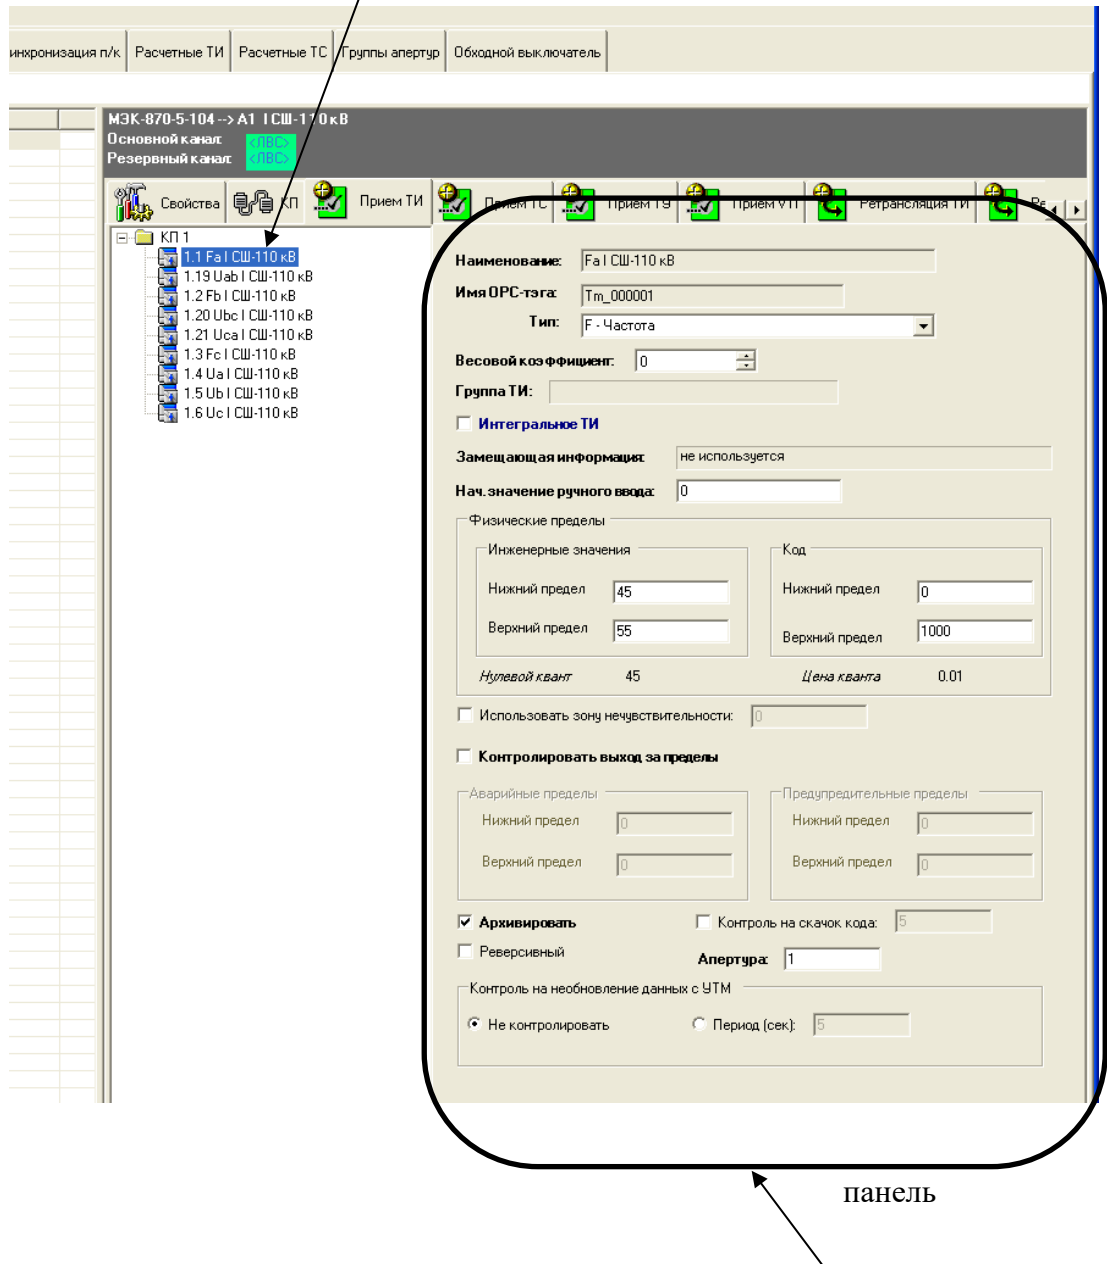 инхронизация п/к Расчетные ТИ Расчетные ТС Группы апертур Обходной выключатель
МЭК-870-5-104 --> А1 I СШ-110 кВ
Основной канал: <ЛВС>
Резервный канал: <ЛВС>
Свойства КП Прием ТИ Прием ТС Прием ТУ Прием УТИ Ретрансляция ТИ Ре
КП 1
1.1 Fa I СШ-110 кВ
1.19 Uab I СШ-110 кВ
1.2 Fb I СШ-110 кВ
1.20 Ubc I СШ-110 кВ
1.21 Uca I СШ-110 кВ
1.3 Fc I СШ-110 кВ
1.4 Ua I СШ-110 кВ
1.5 Ub I СШ-110 кВ
1.6 Uc I СШ-110 кВ
Наименование: Fa I СШ-110 кВ
Имя OPC-тэга: Tm_000001
Тип: F - Частота
Весовой коэффициент: 0
Группа ТИ:
Интегральное ТИ
Замещающая информация: не используется
Нач. значение ручного ввода: 0
Физические пределы
Инженерные значения Код
Нижний предел 45 Нижний предел 0
Верхний предел 55 Верхний предел 1000
Нулевой квант 45 Цена кванта 0.01
Использовать зону нечувствительности: 0
Контролировать выход за пределы
Аварийные пределы Предупредительные пределы
Нижний предел 0 Нижний предел 0
Верхний предел 0 Верхний предел 0
Архивировать Контроль на скачок кода: 5
Реверсивный Апертура: 1
Контроль на необновление данных с УТМ
Не контролировать Период (сек): 5
панель